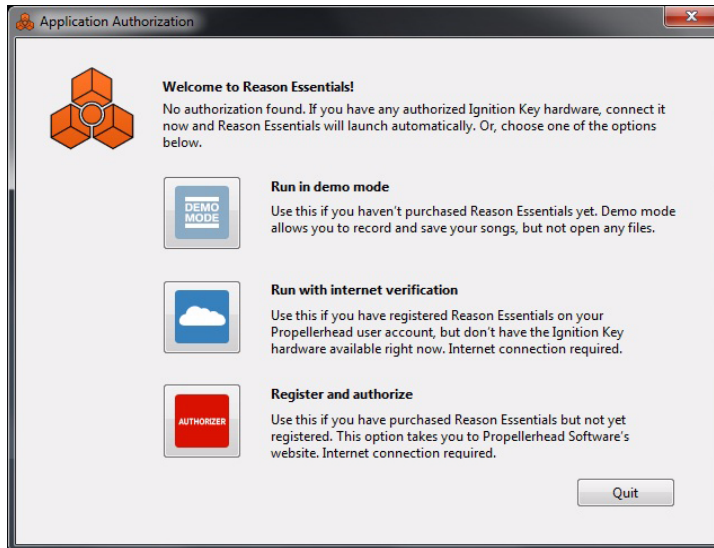 Application Authorization
Welcome to Reason Essentials!
No authorization found. If you have any authorized Ignition Key hardware, connect it
now and Reason Essentials will launch automatically. Or, choose one of the options
below.
DEMO
MODE
Run in demo mode
Use this if you haven't purchased Reason Essentials yet. Demo mode
allows you to record and save your songs, but not open any files.
Run with internet verification
Use this if you have registered Reason Essentials on your
Propellerhead user account, but don't have the Ignition Key
hardware available right now. Internet connection required.
AUTHORIZER
Register and authorize
Use this if you have purchased Reason Essentials but not yet
registered. This option takes you to Propellerhead Software's
website. Internet connection required.
Quit